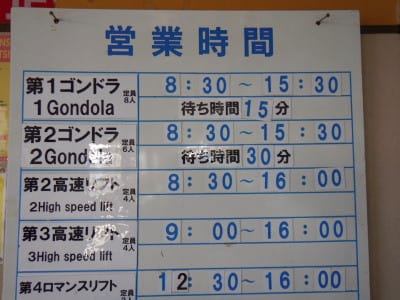 営業時間
第1ゴンドラ 定員8人 8:30～15:30
1Gondola 待ち時間15分
第2ゴンドラ 定員6人 8:30～15:30
2Gondola 待ち時間30分
第2高速リフト 定員4人 8:30～16:00
2High speed lift
第3高速リフト 定員4人 9:00～16:00
3High speed lift
第4ロマンスリフト 定員 12:30～16:00